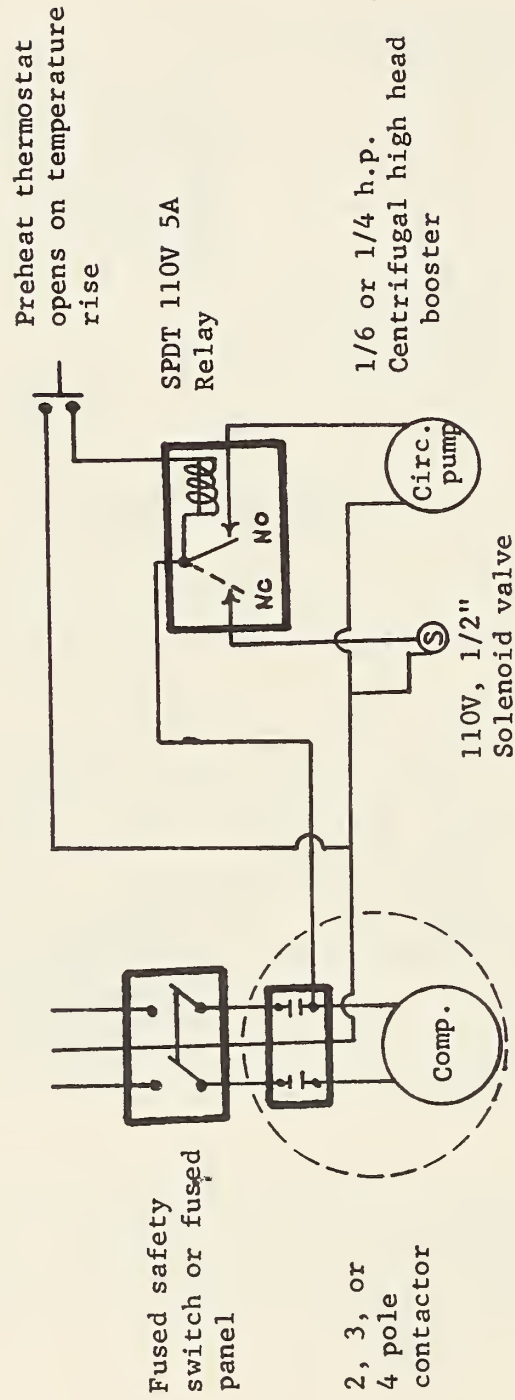 Preheat thermostat
opens on temperature
rise
SPDT 110V 5A
Relay
1/6 or 1/4 h.p.
Centrifugal high head
booster
NC
NO
Circ.
pump
S
110V, 1/2"
Solenoid valve
Fused safety
switch or fused
panel
Comp.
2, 3, or
4 pole
contactor